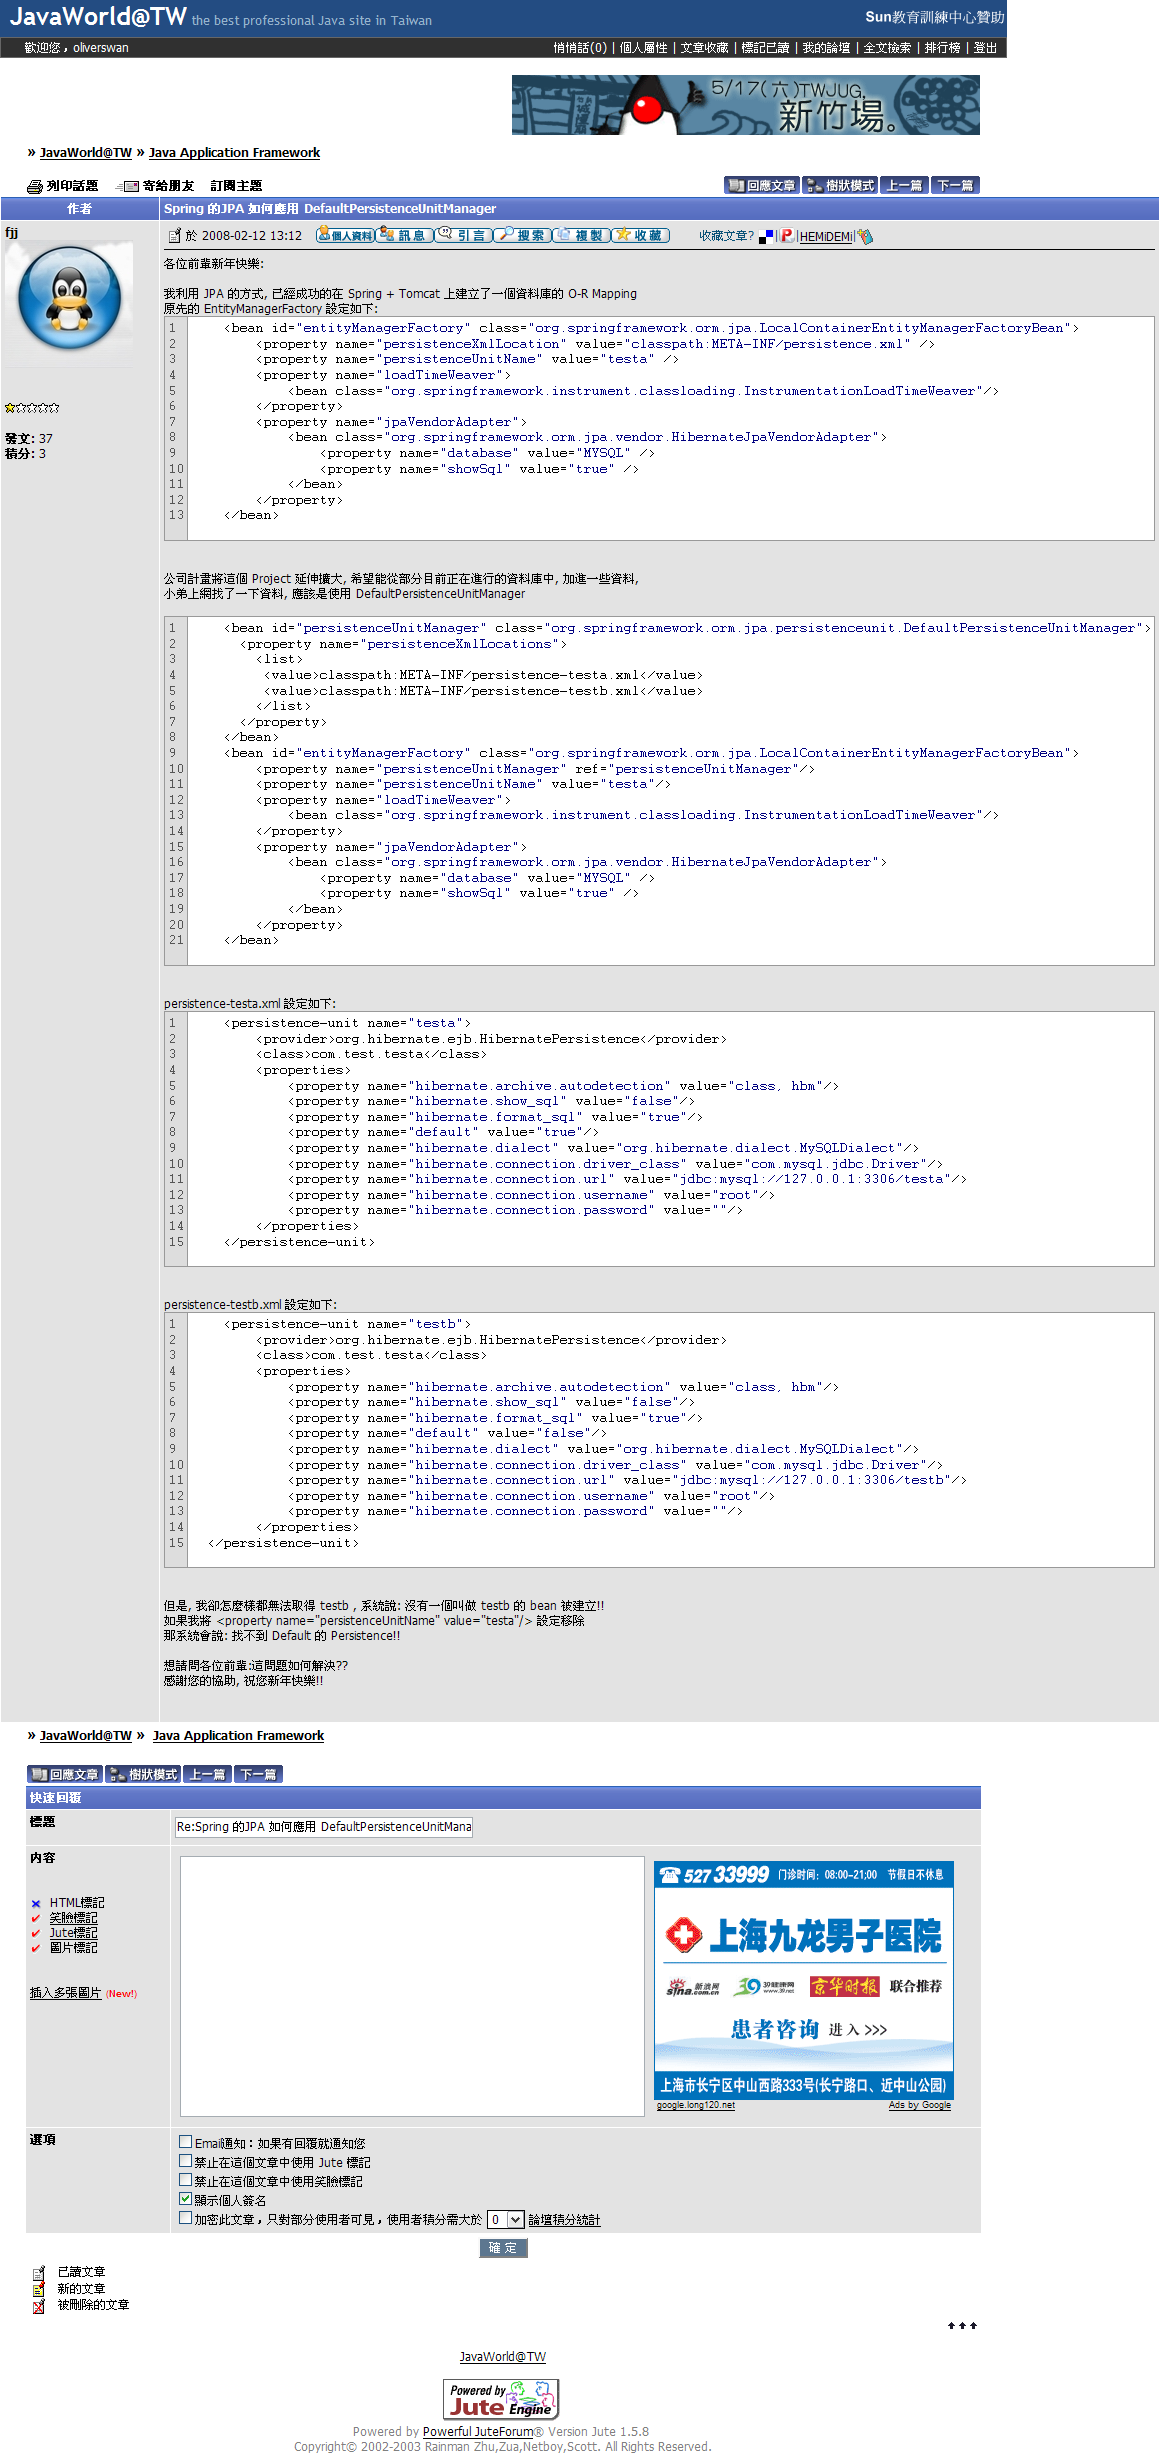 JavaWorld@TW the best professional Java site in Taiwan
Sun教育訓練中心贊助
歡迎您，oliverswan
悄悄話(0) | 個人屬性 | 文章收藏 | 標記已讀 | 我的論壇 | 全文檢索 | 排行榜 | 登出
5/17(六)TWJUG,
新竹場。
» JavaWorld@TW » Java Application Framework
列印話題 寄給朋友 訂閱主題
回應文章 樹狀模式 上一篇 下一篇
作者
Spring 的JPA 如何應用 DefaultPersistenceUnitManager
fjj
於 2008-02-12 13:12 個人資料 訊息 引言 搜索 複製 收藏 收藏文章? | P | HEMiDEMi |
發文: 37
積分: 3
各位前輩新年快樂:
我利用 JPA 的方式, 已經成功的在 Spring + Tomcat 上建立了一個資料庫的 O-R Mapping
原先的 EntityManagerFactory 設定如下:
1 <bean id="entityManagerFactory" class="org.springframework.orm.jpa.LocalContainerEntityManagerFactoryBean">
2 <property name="persistenceXmlLocation" value="classpath:META-INF/persistence.xml" />
3 <property name="persistenceUnitName" value="testa" />
4 <property name="loadTimeWeaver">
5 <bean class="org.springframework.instrument.classloading.InstrumentationLoadTimeWeaver"/>
6 </property>
7 <property name="jpaVendorAdapter">
8 <bean class="org.springframework.orm.jpa.vendor.HibernateJpaVendorAdapter">
9 <property name="database" value="MYSQL" />
10 <property name="showSql" value="true" />
11 </bean>
12 </property>
13 </bean>
公司計畫將這個 Project 延伸擴大, 希望能從部分目前正在進行的資料庫中, 加進一些資料,
小弟上網找了一下資料, 應該是使用 DefaultPersistenceUnitManager
1 <bean id="persistenceUnitManager" class="org.springframework.orm.jpa.persistenceunit.DefaultPersistenceUnitManager">
2 <property name="persistenceXmlLocations">
3 <list>
4 <value>classpath:META-INF/persistence-testa.xml</value>
5 <value>classpath:META-INF/persistence-testb.xml</value>
6 </list>
7 </property>
8 </bean>
9 <bean id="entityManagerFactory" class="org.springframework.orm.jpa.LocalContainerEntityManagerFactoryBean">
10 <property name="persistenceUnitManager" ref="persistenceUnitManager"/>
11 <property name="persistenceUnitName" value="testa"/>
12 <property name="loadTimeWeaver">
13 <bean class="org.springframework.instrument.classloading.InstrumentationLoadTimeWeaver"/>
14 </property>
15 <property name="jpaVendorAdapter">
16 <bean class="org.springframework.orm.jpa.vendor.HibernateJpaVendorAdapter">
17 <property name="database" value="MYSQL" />
18 <property name="showSql" value="true" />
19 </bean>
20 </property>
21 </bean>
persistence-testa.xml 設定如下:
1 <persistence-unit name="testa">
2 <provider>org.hibernate.ejb.HibernatePersistence</provider>
3 <class>com.test.testa</class>
4 <properties>
5 <property name="hibernate.archive.autodetection" value="class, hbm"/>
6 <property name="hibernate.show_sql" value="false"/>
7 <property name="hibernate.format_sql" value="true"/>
8 <property name="default" value="true"/>
9 <property name="hibernate.dialect" value="org.hibernate.dialect.MySQLDialect"/>
10 <property name="hibernate.connection.driver_class" value="com.mysql.jdbc.Driver"/>
11 <property name="hibernate.connection.url" value="jdbc:mysql://127.0.0.1:3306/testa"/>
12 <property name="hibernate.connection.username" value="root"/>
13 <property name="hibernate.connection.password" value=""/>
14 </properties>
15 </persistence-unit>
persistence-testb.xml 設定如下:
1 <persistence-unit name="testb">
2 <provider>org.hibernate.ejb.HibernatePersistence</provider>
3 <class>com.test.testa</class>
4 <properties>
5 <property name="hibernate.archive.autodetection" value="class, hbm"/>
6 <property name="hibernate.show_sql" value="false"/>
7 <property name="hibernate.format_sql" value="true"/>
8 <property name="default" value="false"/>
9 <property name="hibernate.dialect" value="org.hibernate.dialect.MySQLDialect"/>
10 <property name="hibernate.connection.driver_class" value="com.mysql.jdbc.Driver"/>
11 <property name="hibernate.connection.url" value="jdbc:mysql://127.0.0.1:3306/testb"/>
12 <property name="hibernate.connection.username" value="root"/>
13 <property name="hibernate.connection.password" value=""/>
14 </properties>
15 </persistence-unit>
但是, 我卻怎麼樣都無法取得 testb , 系統說: 沒有一個叫做 testb 的 bean 被建立!!
如果我將 <property name="persistenceUnitName" value="testa"/> 設定移除
那系統會說: 找不到 Default 的 Persistence!!
想請問各位前輩:這問題如何解決??
感謝您的協助, 祝您新年快樂!!
» JavaWorld@TW » Java Application Framework
回應文章 樹狀模式 上一篇 下一篇
快速回覆
標題
Re:Spring 的JPA 如何應用 DefaultPersistenceUnitMana
內容
HTML標記
笑臉標記
Jute標記
圖片標記
插入多張圖片 (New!)
527 33999 门诊时间: 08:00-21:00 节假日不休息
上海九龙男子医院
sina 新浪网 .com.cn 39健康网 www.39.net 京华时报 联合推荐
患者咨询 进入>>>
上海市长宁区中山西路333号(长宁路口、近中山公园)
google.long120.net Ads by Google
選項
Email通知：如果有回覆就通知您
禁止在這個文章中使用 Jute 標記
禁止在這個文章中使用笑臉標記
顯示個人簽名
加密此文章，只對部分使用者可見，使用者積分需大於 0 論壇積分統計
確定
已讀文章
新的文章
被刪除的文章
JavaWorld@TW
Powered by
Jute Engine
Powered by Powerful JuteForum® Version Jute 1.5.8
Copyright© 2002-2003 Rainman Zhu,Zua,Netboy,Scott. All Rights Reserved.